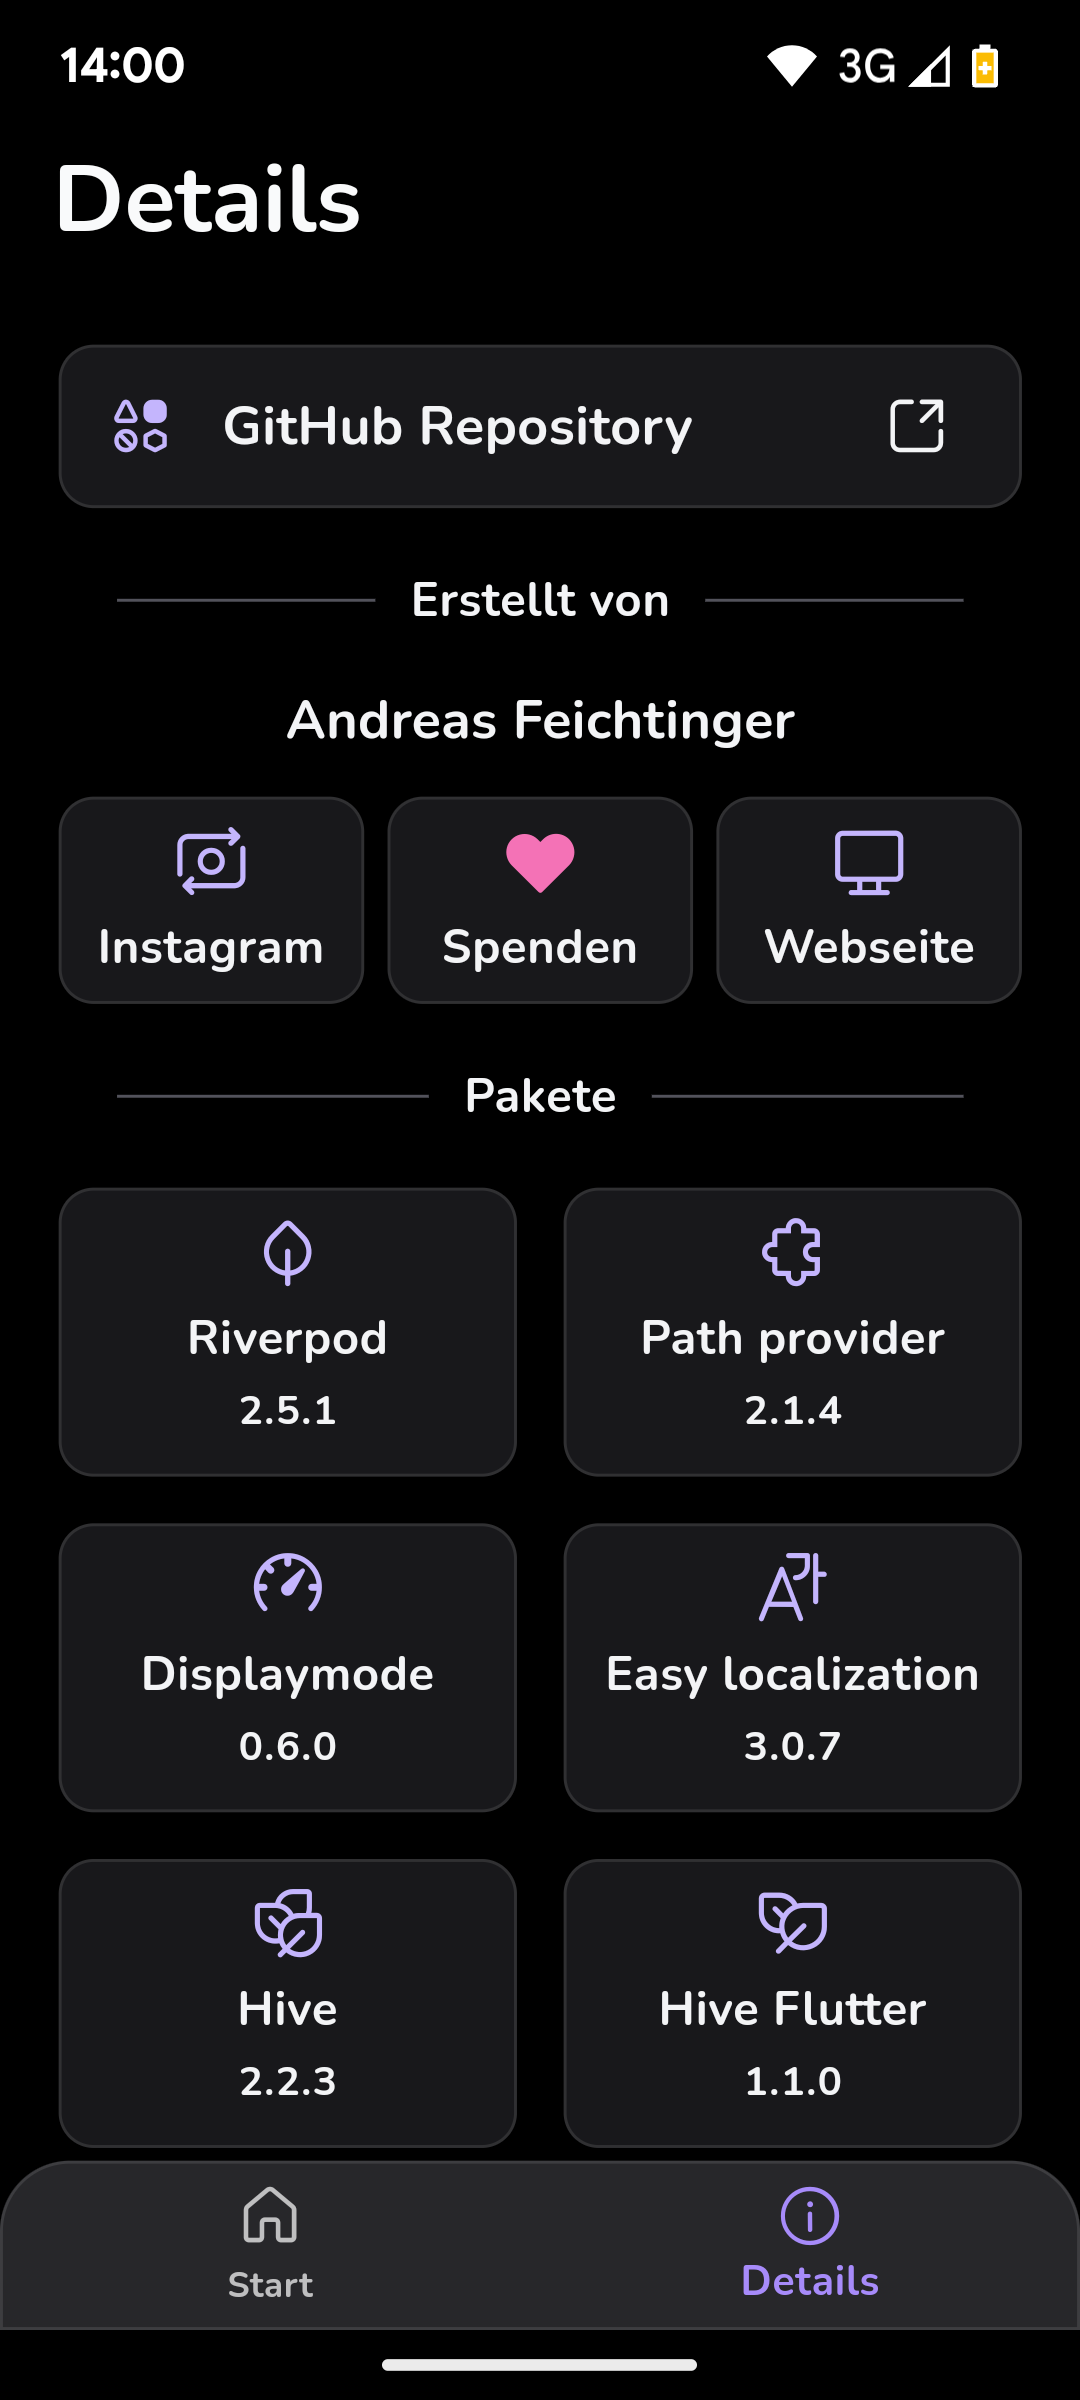 14:00
3G
Details
GitHub Repository
Erstellt von
Andreas Feichtinger
Instagram
Spenden
Webseite
Pakete
Riverpod
2.5.1
Path provider
2.1.4
Displaymode
0.6.0
Easy localization
3.0.7
Hive
2.2.3
Hive Flutter
1.1.0
Start
Details